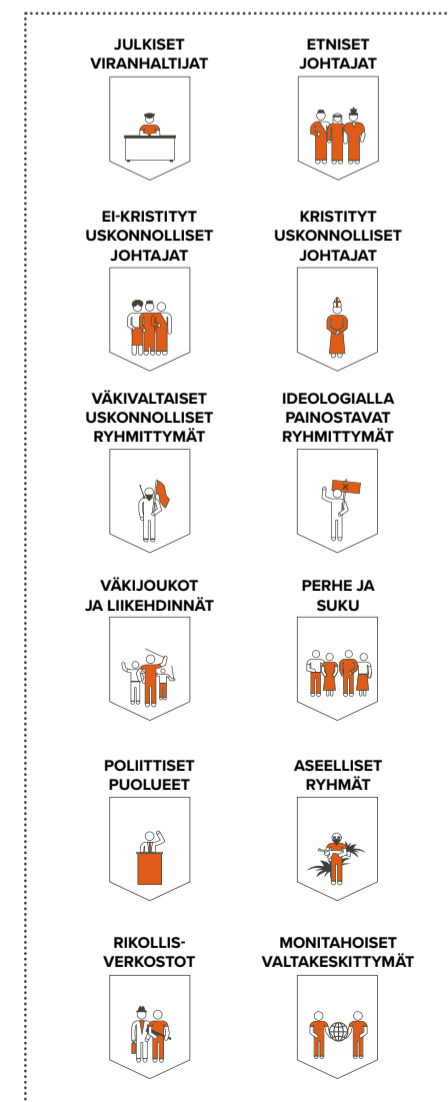 JULKISET
VIRANHALTIJAT
ETNISET
JOHTAJAT
EI-KRISTITYT
USKONNOLLISET
JOHTAJAT
KRISTITYT
USKONNOLLISET
JOHTAJAT
VÄKIVALTAISET
USKONNOLLISET
RYHMITTYMÄT
IDEOLOGIALLA
PAINOSTAVAT
RYHMITTYMÄT
VÄKIJOUKOT
JA LIIKEHDINNÄT
PERHE JA
SUKU
POLIITTISET
PUOLUEET
ASEELLISET
RYHMÄT
RIKOLLIS-
VERKOSTOT
MONITAHOISET
VALTAKESKITTYMÄT